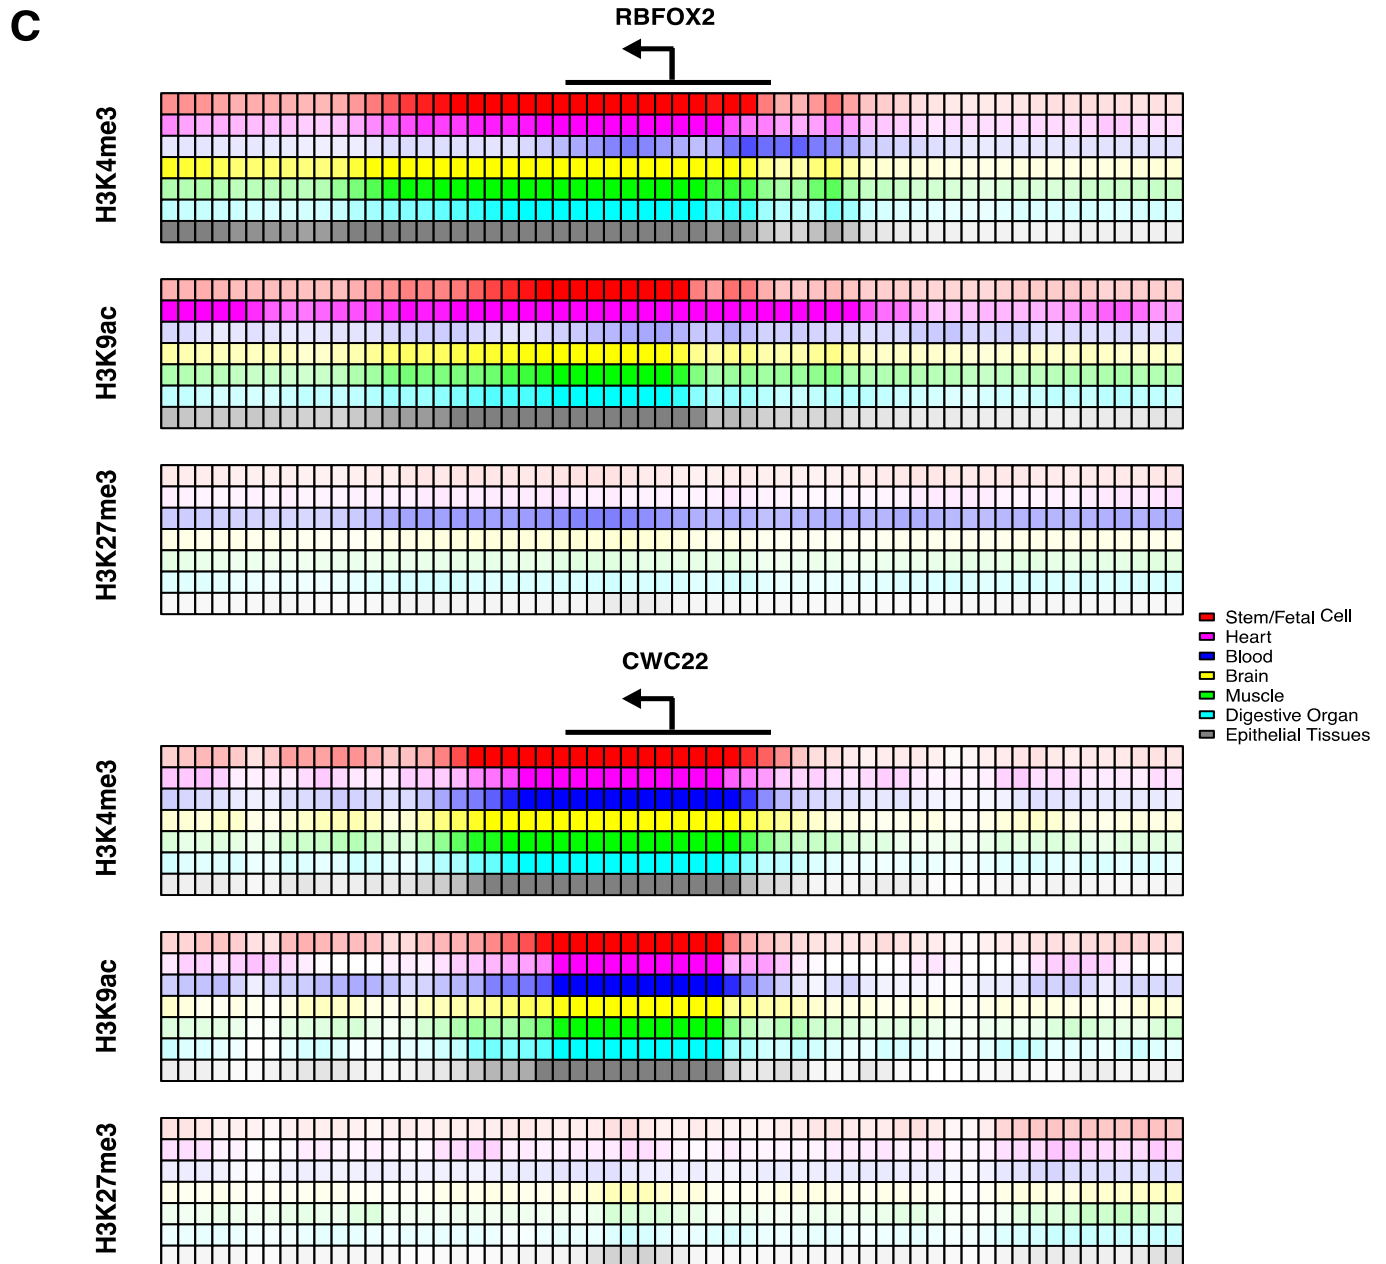 C
RBFOX2
H3K4me3
H3K9ac
H3K27me3
Stem/Fetal Cell
Heart
Blood
Brain
Muscle
Digestive Organ
Epithelial Tissues
CWC22
H3K4me3
H3K9ac
H3K27me3